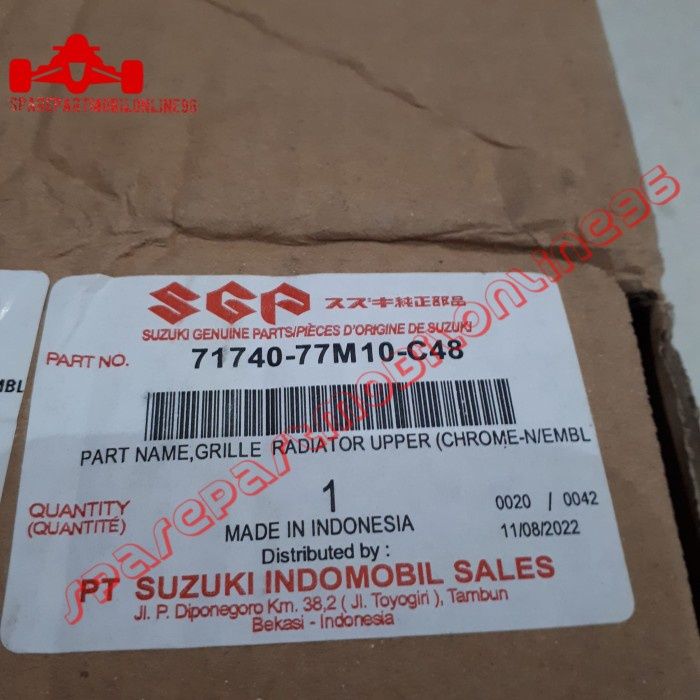 SPAREPARTMOBILONLINE96
sparepartmobilonline96
SGP スズキ純正部品
SUZUKI GENUINE PARTS/PIÈCES D'ORIGINE DE SUZUKI
PART NO. 71740-77M10-C48
MBL
PART NAME,GRILLE RADIATOR UPPER (CHROME-N/EMBL
QUANTITY 1 0020 / 0042
(QUANTITÉ) MADE IN INDONESIA 11/08/2022
Distributed by :
PT SUZUKI INDOMOBIL SALES
Jl. P. Diponegoro Km. 38,2 ( Jl. Toyogiri ), Tambun
Bekasi - Indonesia